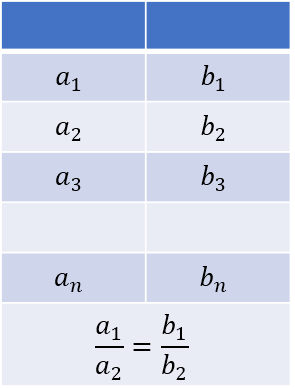 a₁ b₁
a₂ b₂
a₃ b₃
aₙ bₙ
a₁/a₂ = b₁/b₂